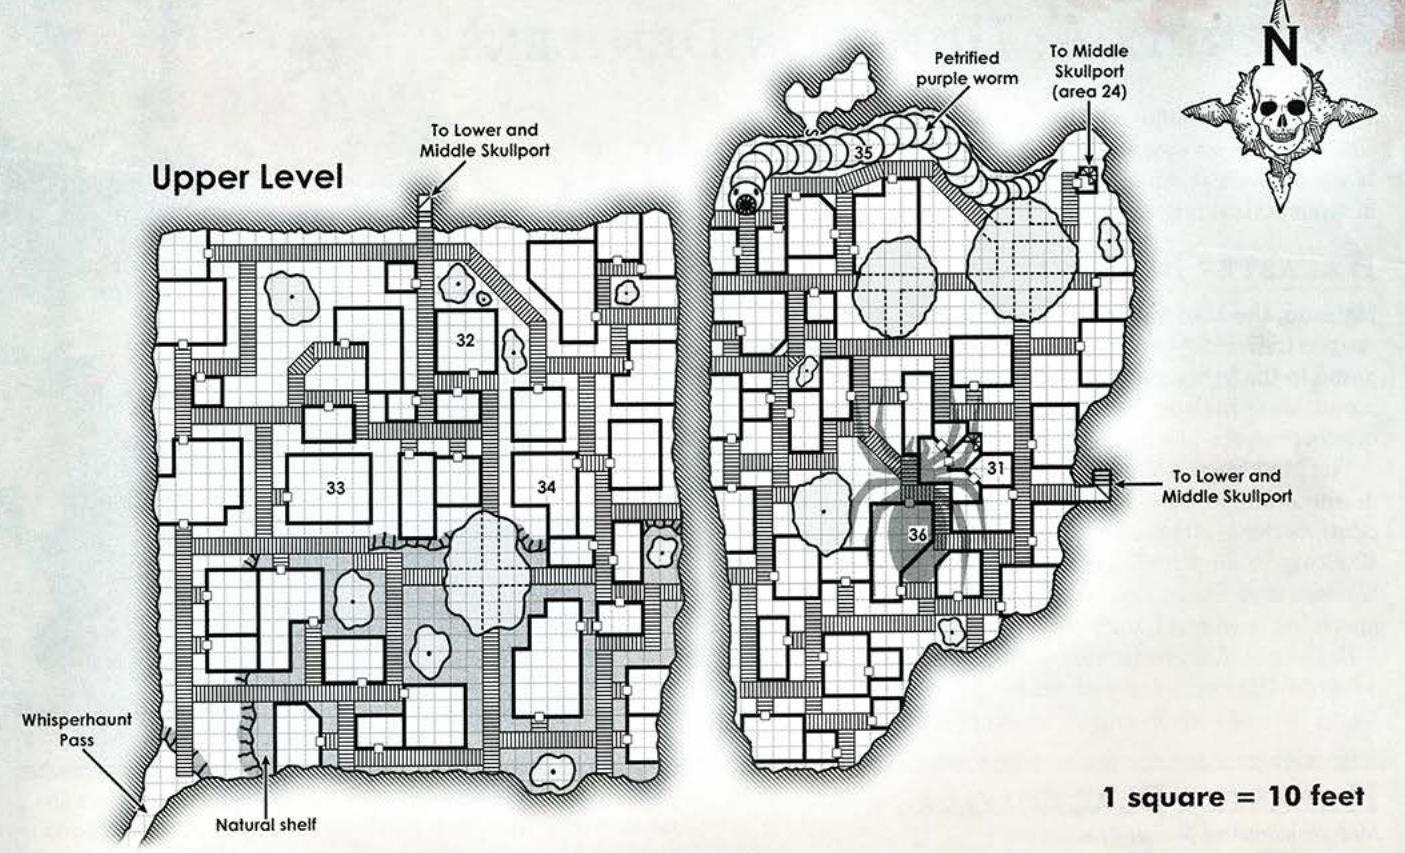 N
To Middle
Skullport
(area 24)
Petrified
purple worm
To Lower and
Middle Skullport
Upper Level
35
32
33
34
31
To Lower and
Middle Skullport
36
Whisperhaunt
Pass
Natural shelf
1 square = 10 feet